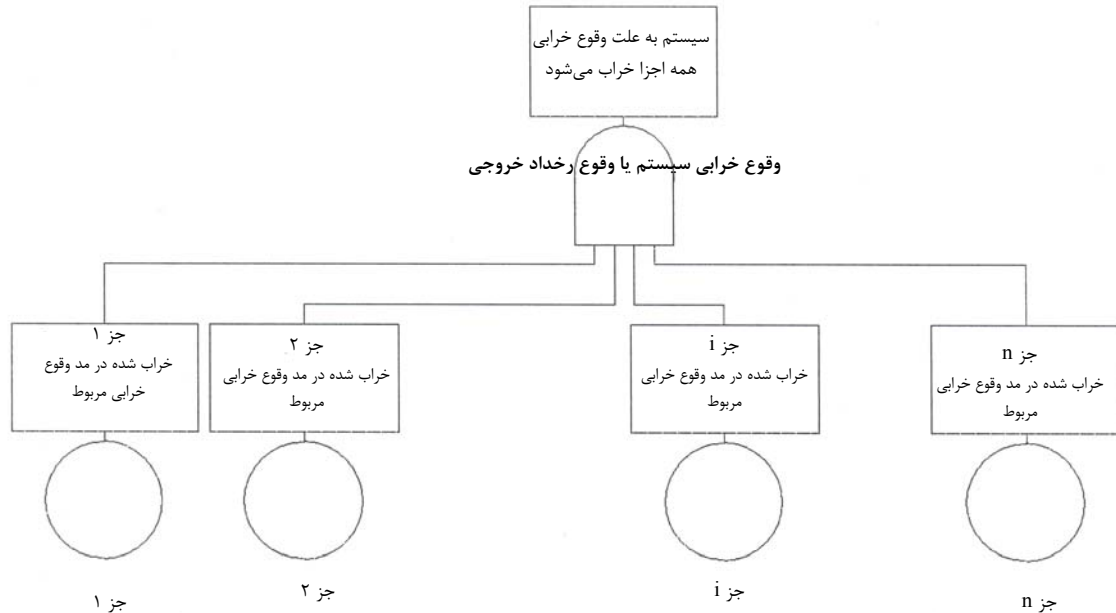 سیستم به علت وقوع خرابی
همه اجزا خراب می‌شود
وقوع خرابی سیستم یا وقوع رخداد خروجی
جز ۱
خراب شده در مد وقوع
خرابی مربوط
جز ۲
خراب شده در مد وقوع خرابی
مربوط
جز i
خراب شده در مد وقوع خرابی
مربوط
جز n
خراب شده در مد وقوع خرابی
مربوط
جز ۱
جز ۲
جز i
جز n